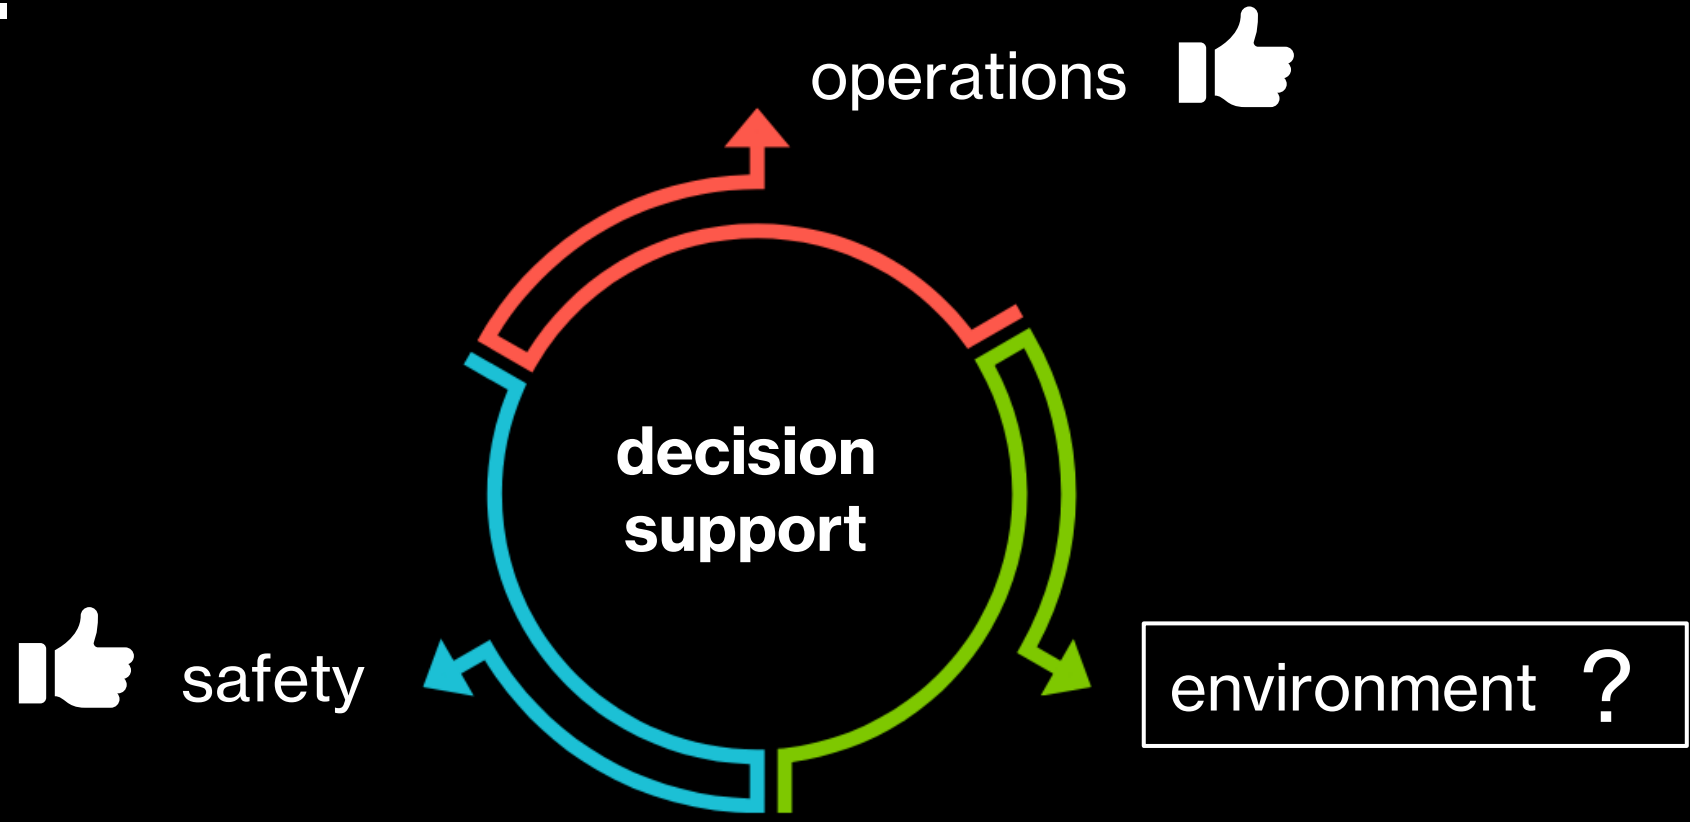 operations
decision
support
safety
environment ?